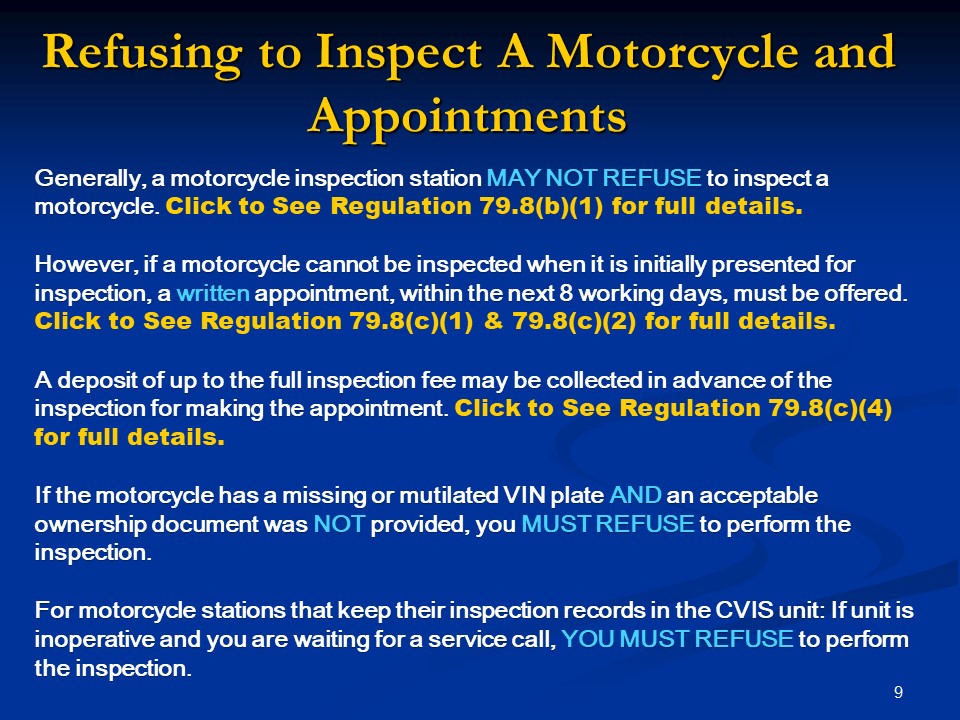 Refusing to Inspect A Motorcycle and
Appointments
Generally, a motorcycle inspection station MAY NOT REFUSE to inspect a
motorcycle. Click to See Regulation 79.8(b)(1) for full details.
However, if a motorcycle cannot be inspected when it is initially presented for
inspection, a written appointment, within the next 8 working days, must be offered.
Click to See Regulation 79.8(c)(1) & 79.8(c)(2) for full details.
A deposit of up to the full inspection fee may be collected in advance of the
inspection for making the appointment. Click to See Regulation 79.8(c)(4)
for full details.
If the motorcycle has a missing or mutilated VIN plate AND an acceptable
ownership document was NOT provided, you MUST REFUSE to perform the
inspection.
For motorcycle stations that keep their inspection records in the CVIS unit: If unit is
inoperative and you are waiting for a service call, YOU MUST REFUSE to perform
the inspection.
9